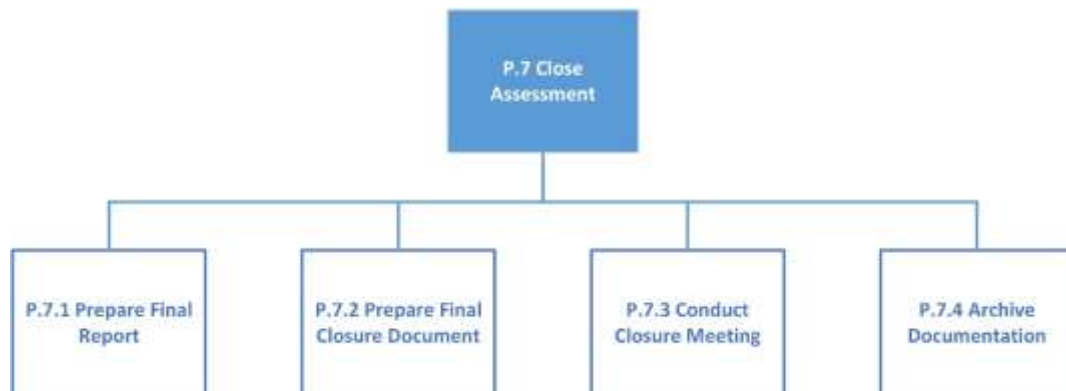 P.7 Close
Assessment
P.7.1 Prepare Final
Report
P.7.2 Prepare Final
Closure Document
P.7.3 Conduct
Closure Meeting
P.7.4 Archive
Documentation